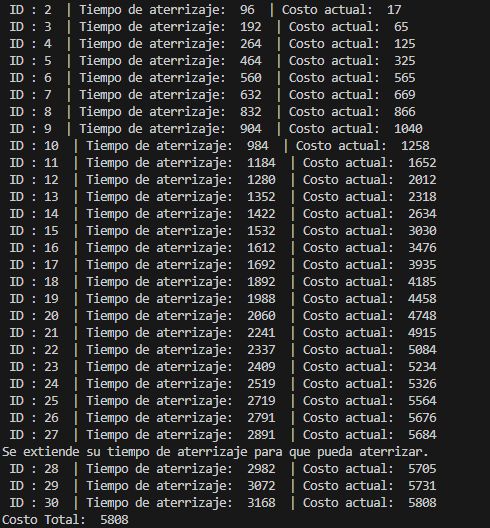 ID : 2 | Tiempo de aterrizaje: 96 | Costo actual: 17
ID : 3 | Tiempo de aterrizaje: 192 | Costo actual: 65
ID : 4 | Tiempo de aterrizaje: 264 | Costo actual: 125
ID : 5 | Tiempo de aterrizaje: 464 | Costo actual: 325
ID : 6 | Tiempo de aterrizaje: 560 | Costo actual: 565
ID : 7 | Tiempo de aterrizaje: 632 | Costo actual: 669
ID : 8 | Tiempo de aterrizaje: 832 | Costo actual: 866
ID : 9 | Tiempo de aterrizaje: 904 | Costo actual: 1040
ID : 10 | Tiempo de aterrizaje: 984 | Costo actual: 1258
ID : 11 | Tiempo de aterrizaje: 1184 | Costo actual: 1652
ID : 12 | Tiempo de aterrizaje: 1280 | Costo actual: 2012
ID : 13 | Tiempo de aterrizaje: 1352 | Costo actual: 2318
ID : 14 | Tiempo de aterrizaje: 1422 | Costo actual: 2634
ID : 15 | Tiempo de aterrizaje: 1532 | Costo actual: 3030
ID : 16 | Tiempo de aterrizaje: 1612 | Costo actual: 3476
ID : 17 | Tiempo de aterrizaje: 1692 | Costo actual: 3935
ID : 18 | Tiempo de aterrizaje: 1892 | Costo actual: 4185
ID : 19 | Tiempo de aterrizaje: 1988 | Costo actual: 4458
ID : 20 | Tiempo de aterrizaje: 2060 | Costo actual: 4748
ID : 21 | Tiempo de aterrizaje: 2241 | Costo actual: 4915
ID : 22 | Tiempo de aterrizaje: 2337 | Costo actual: 5084
ID : 23 | Tiempo de aterrizaje: 2409 | Costo actual: 5234
ID : 24 | Tiempo de aterrizaje: 2519 | Costo actual: 5326
ID : 25 | Tiempo de aterrizaje: 2719 | Costo actual: 5564
ID : 26 | Tiempo de aterrizaje: 2791 | Costo actual: 5676
ID : 27 | Tiempo de aterrizaje: 2891 | Costo actual: 5684
Se extiende su tiempo de aterrizaje para que pueda aterrizar.
ID : 28 | Tiempo de aterrizaje: 2982 | Costo actual: 5705
ID : 29 | Tiempo de aterrizaje: 3072 | Costo actual: 5731
ID : 30 | Tiempo de aterrizaje: 3168 | Costo actual: 5808
Costo Total: 5808